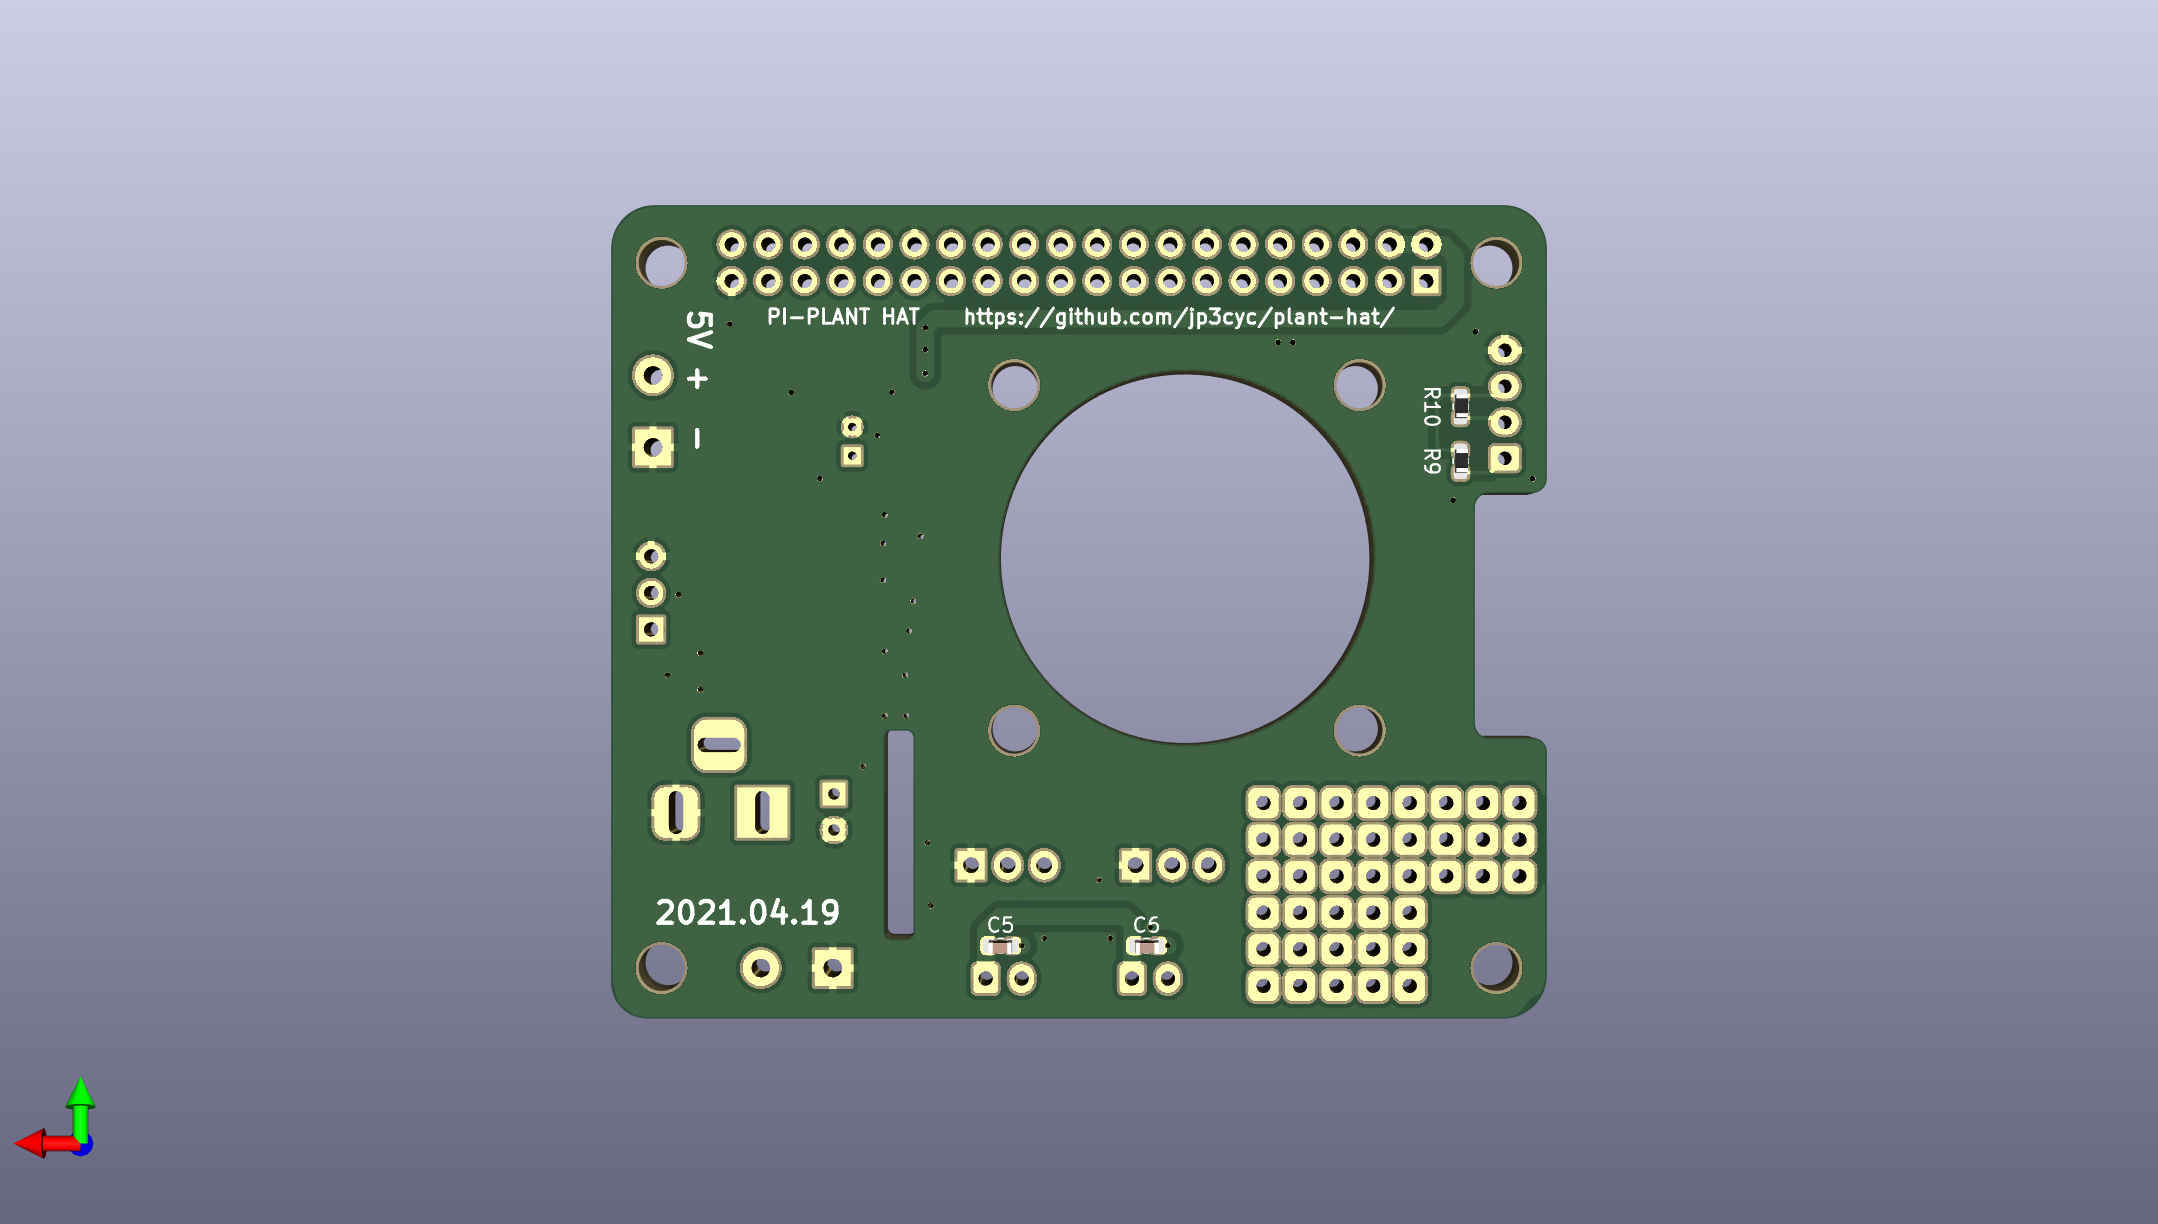 PI-PLANT HAT https://github.com/jp3cyc/plant-hat/
5V
+
-
R10
R9
2021.04.19
C5 C6